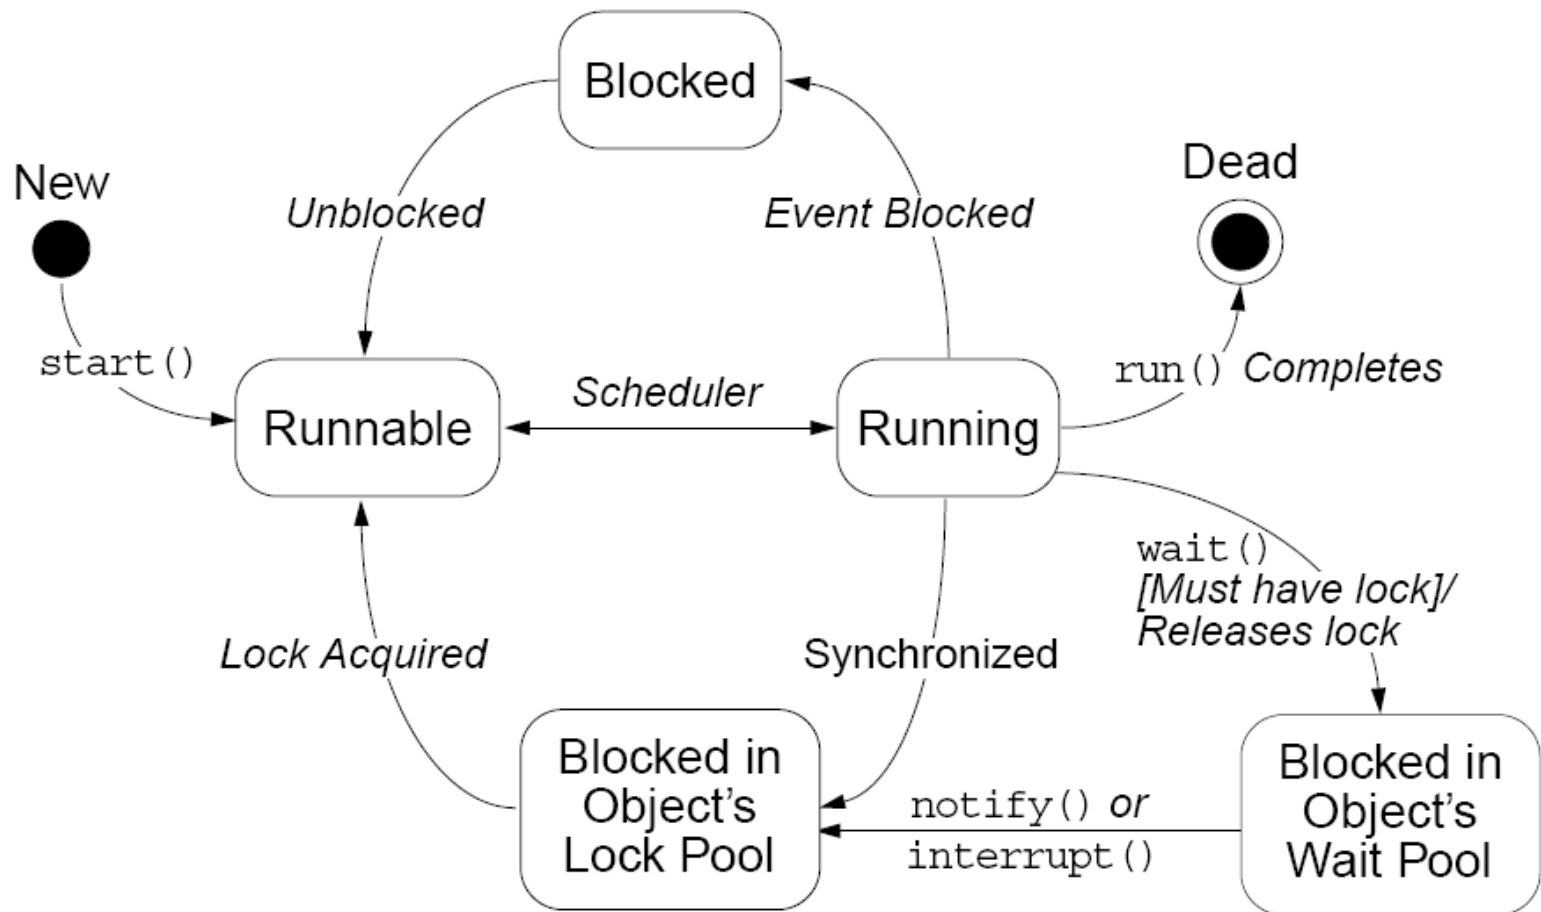 Blocked
New
Dead
Unblocked
Event Blocked
start()
run() Completes
Scheduler
Runnable
Running
wait()
[Must have lock]/
Releases lock
Lock Acquired
Synchronized
Blocked in
Object’s
Lock Pool
notify() or
interrupt()
Blocked in
Object’s
Wait Pool